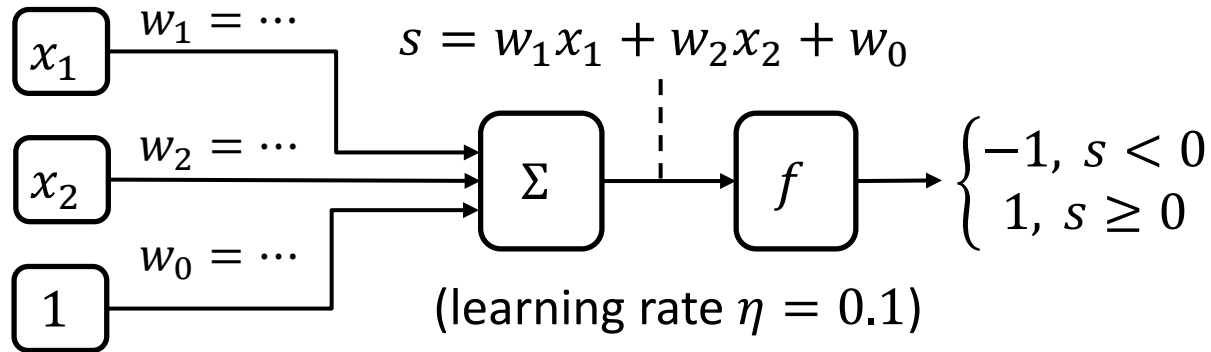 x₁
w₁ = ⋯
s = w₁x₁ + w₂x₂ + w₀
x₂
w₂ = ⋯
Σ
f
{−1, s < 0
1, s ≥ 0
1
w₀ = ⋯
(learning rate η = 0.1)